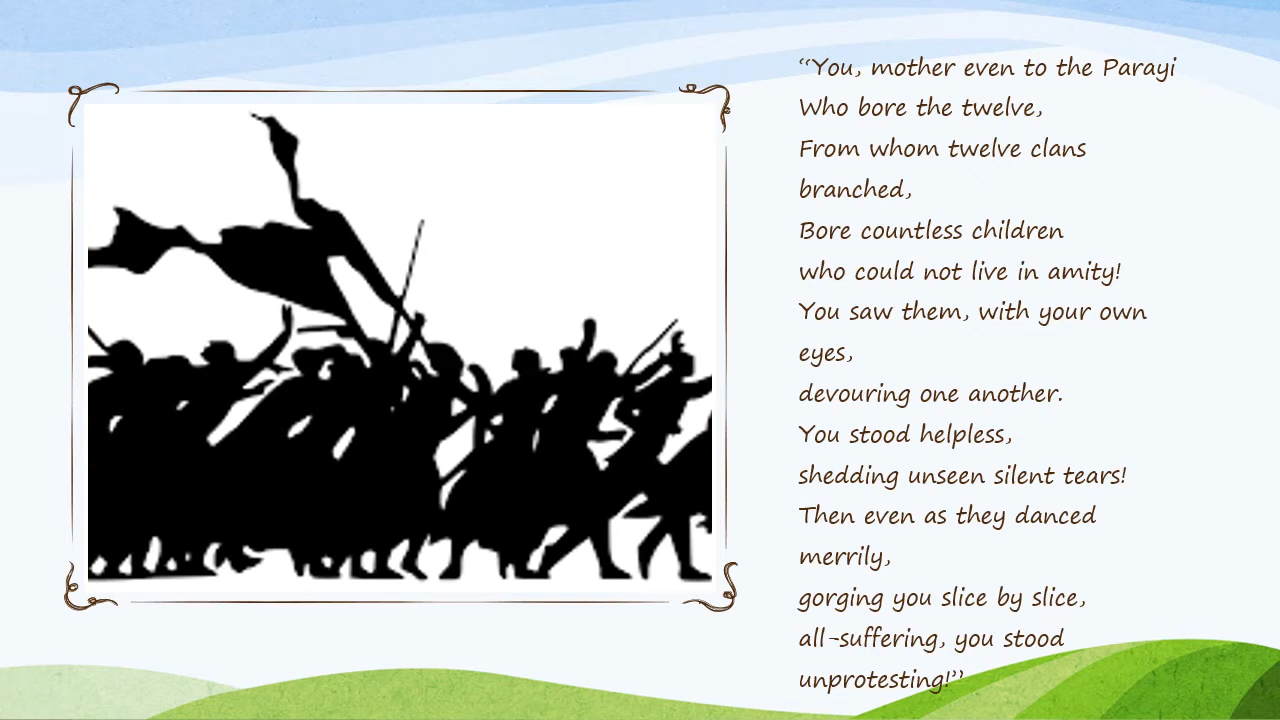 “You, mother even to the Parayi
Who bore the twelve,
From whom twelve clans
branched,
Bore countless children
who could not live in amity!
You saw them, with your own
eyes,
devouring one another.
You stood helpless,
shedding unseen silent tears!
Then even as they danced
merrily,
gorging you slice by slice,
all-suffering, you stood
unprotesting!”